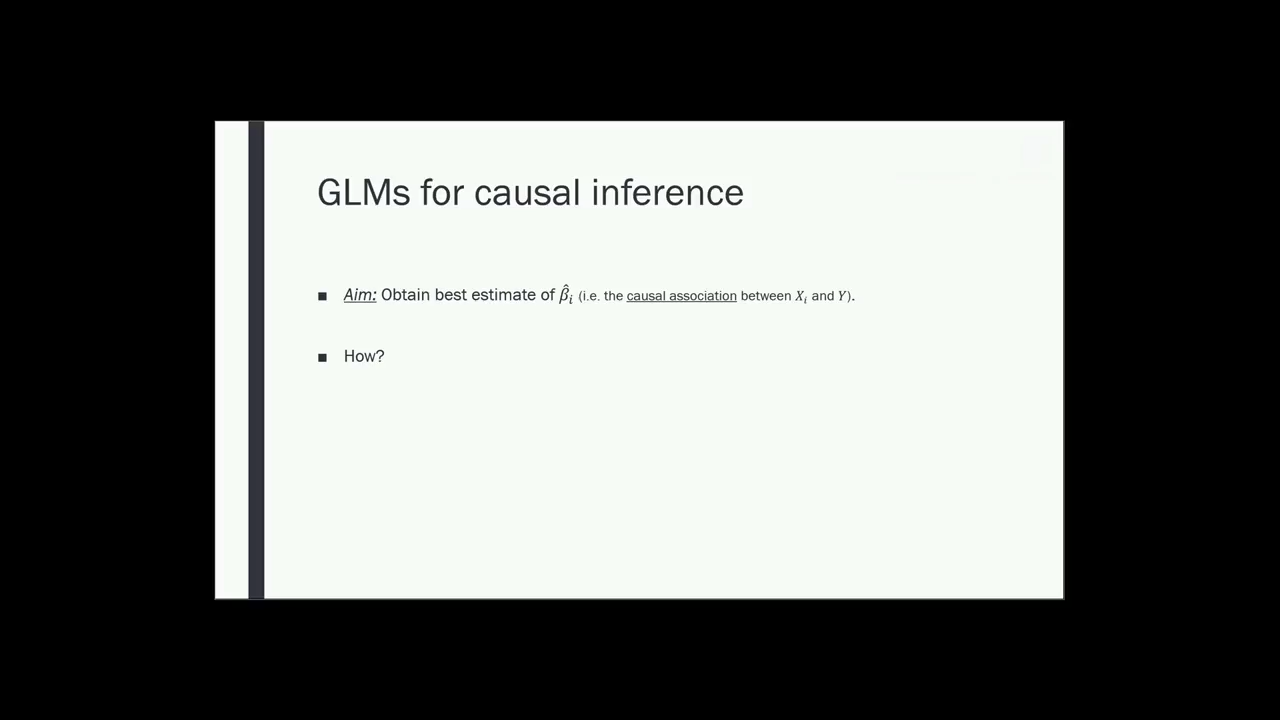 GLMs for causal inference
▪ Aim: Obtain best estimate of β̂ᵢ (i.e. the causal association between Xᵢ and Y).
▪ How?